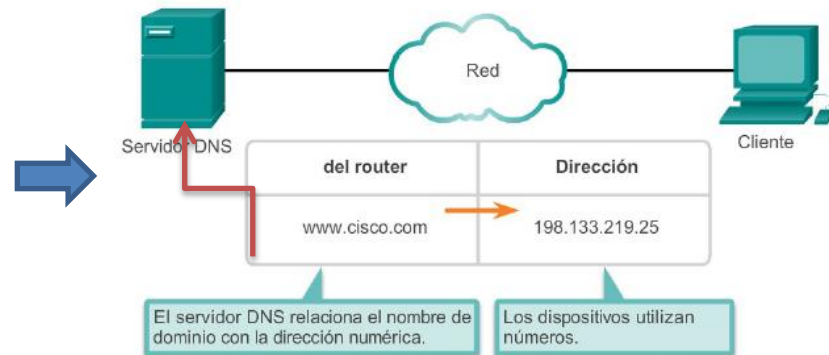 Red
Servidor DNS
Cliente
del router
Dirección
www.cisco.com
198.133.219.25
El servidor DNS relaciona el nombre de
dominio con la dirección numérica.
Los dispositivos utilizan
números.